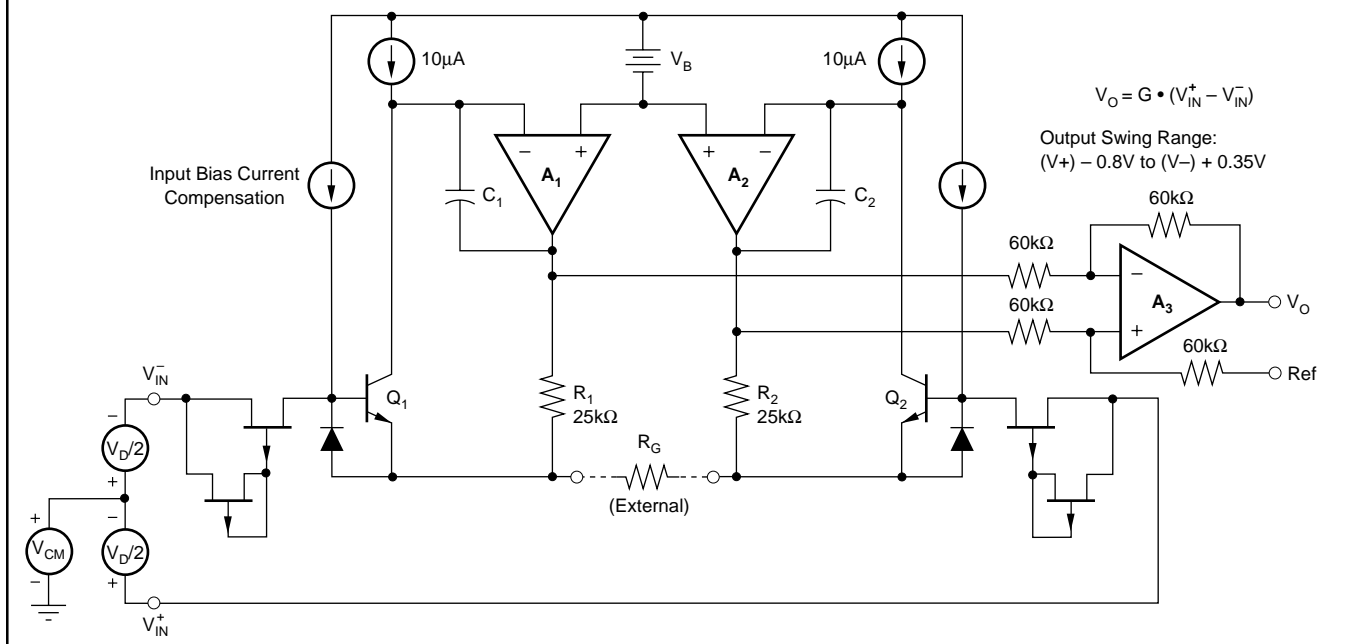 10µA
V_B
10µA
V_O = G • (V_IN^+ – V_IN^–)
Output Swing Range:
(V+) – 0.8V to (V–) + 0.35V
Input Bias Current
Compensation
– +
A_1
+ –
A_2
C_1
C_2
60kΩ
60kΩ
–
A_3
+
V_O
60kΩ
60kΩ
Ref
V_IN^–
Q_1
R_1
25kΩ
R_2
25kΩ
Q_2
–
V_D/2
+
R_G
(External)
+
V_CM
–
–
V_D/2
+
V_IN^+